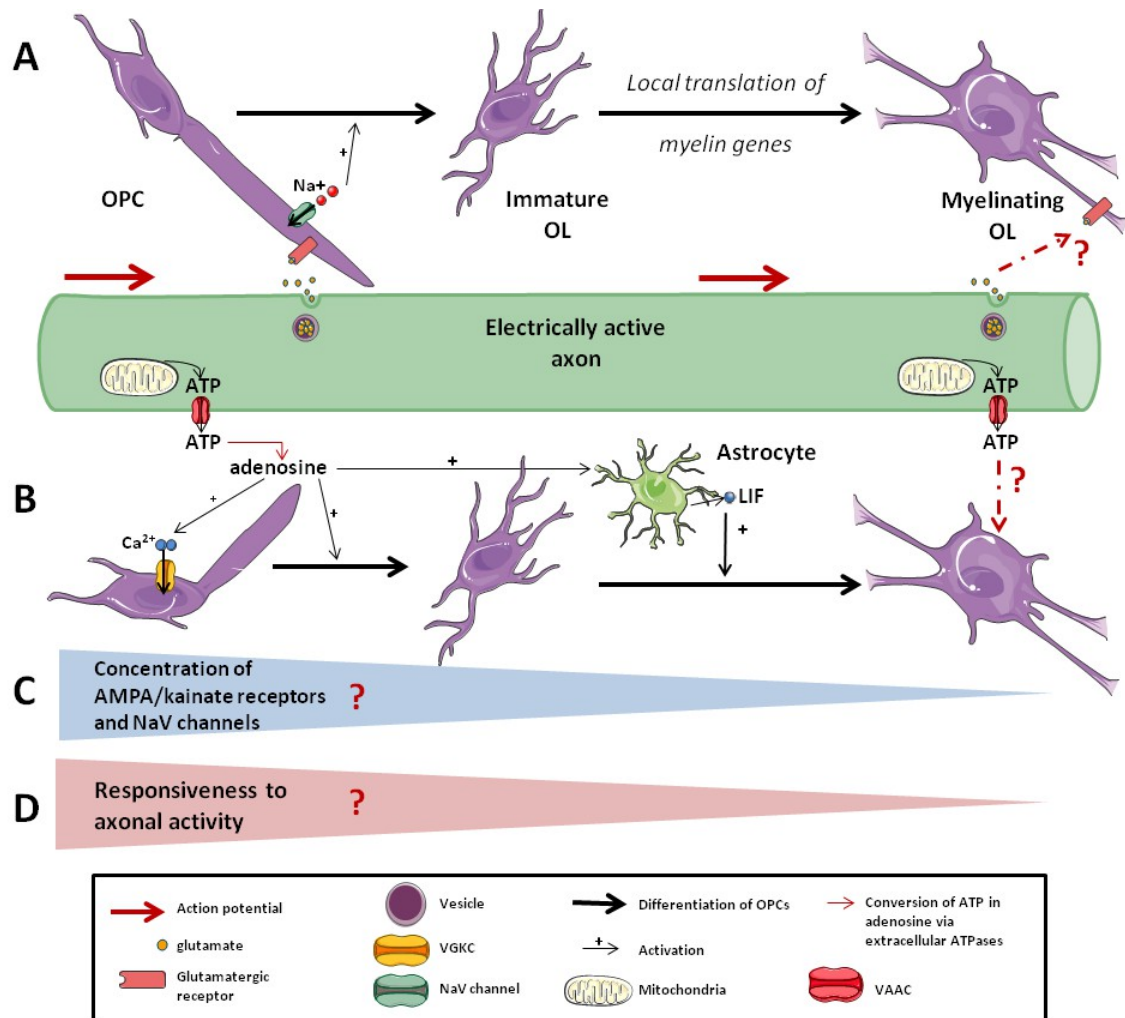 A
Local translation of
myelin genes
+
Na+
OPC
Immature
OL
Myelinating
OL
?
Electrically active
axon
ATP
ATP
ATP
ATP
adenosine
+
Astrocyte
?
B
+
+
LIF
+
Ca2+
C
Concentration of
AMPA/kainate receptors
and NaV channels
?
D
Responsiveness to
axonal activity
?
Action potential
Vesicle
Differentiation of OPCs
Conversion of ATP in
adenosine via
extracellular ATPases
glutamate
VGKC
+
Activation
Glutamatergic
receptor
NaV channel
Mitochondria
VAAC